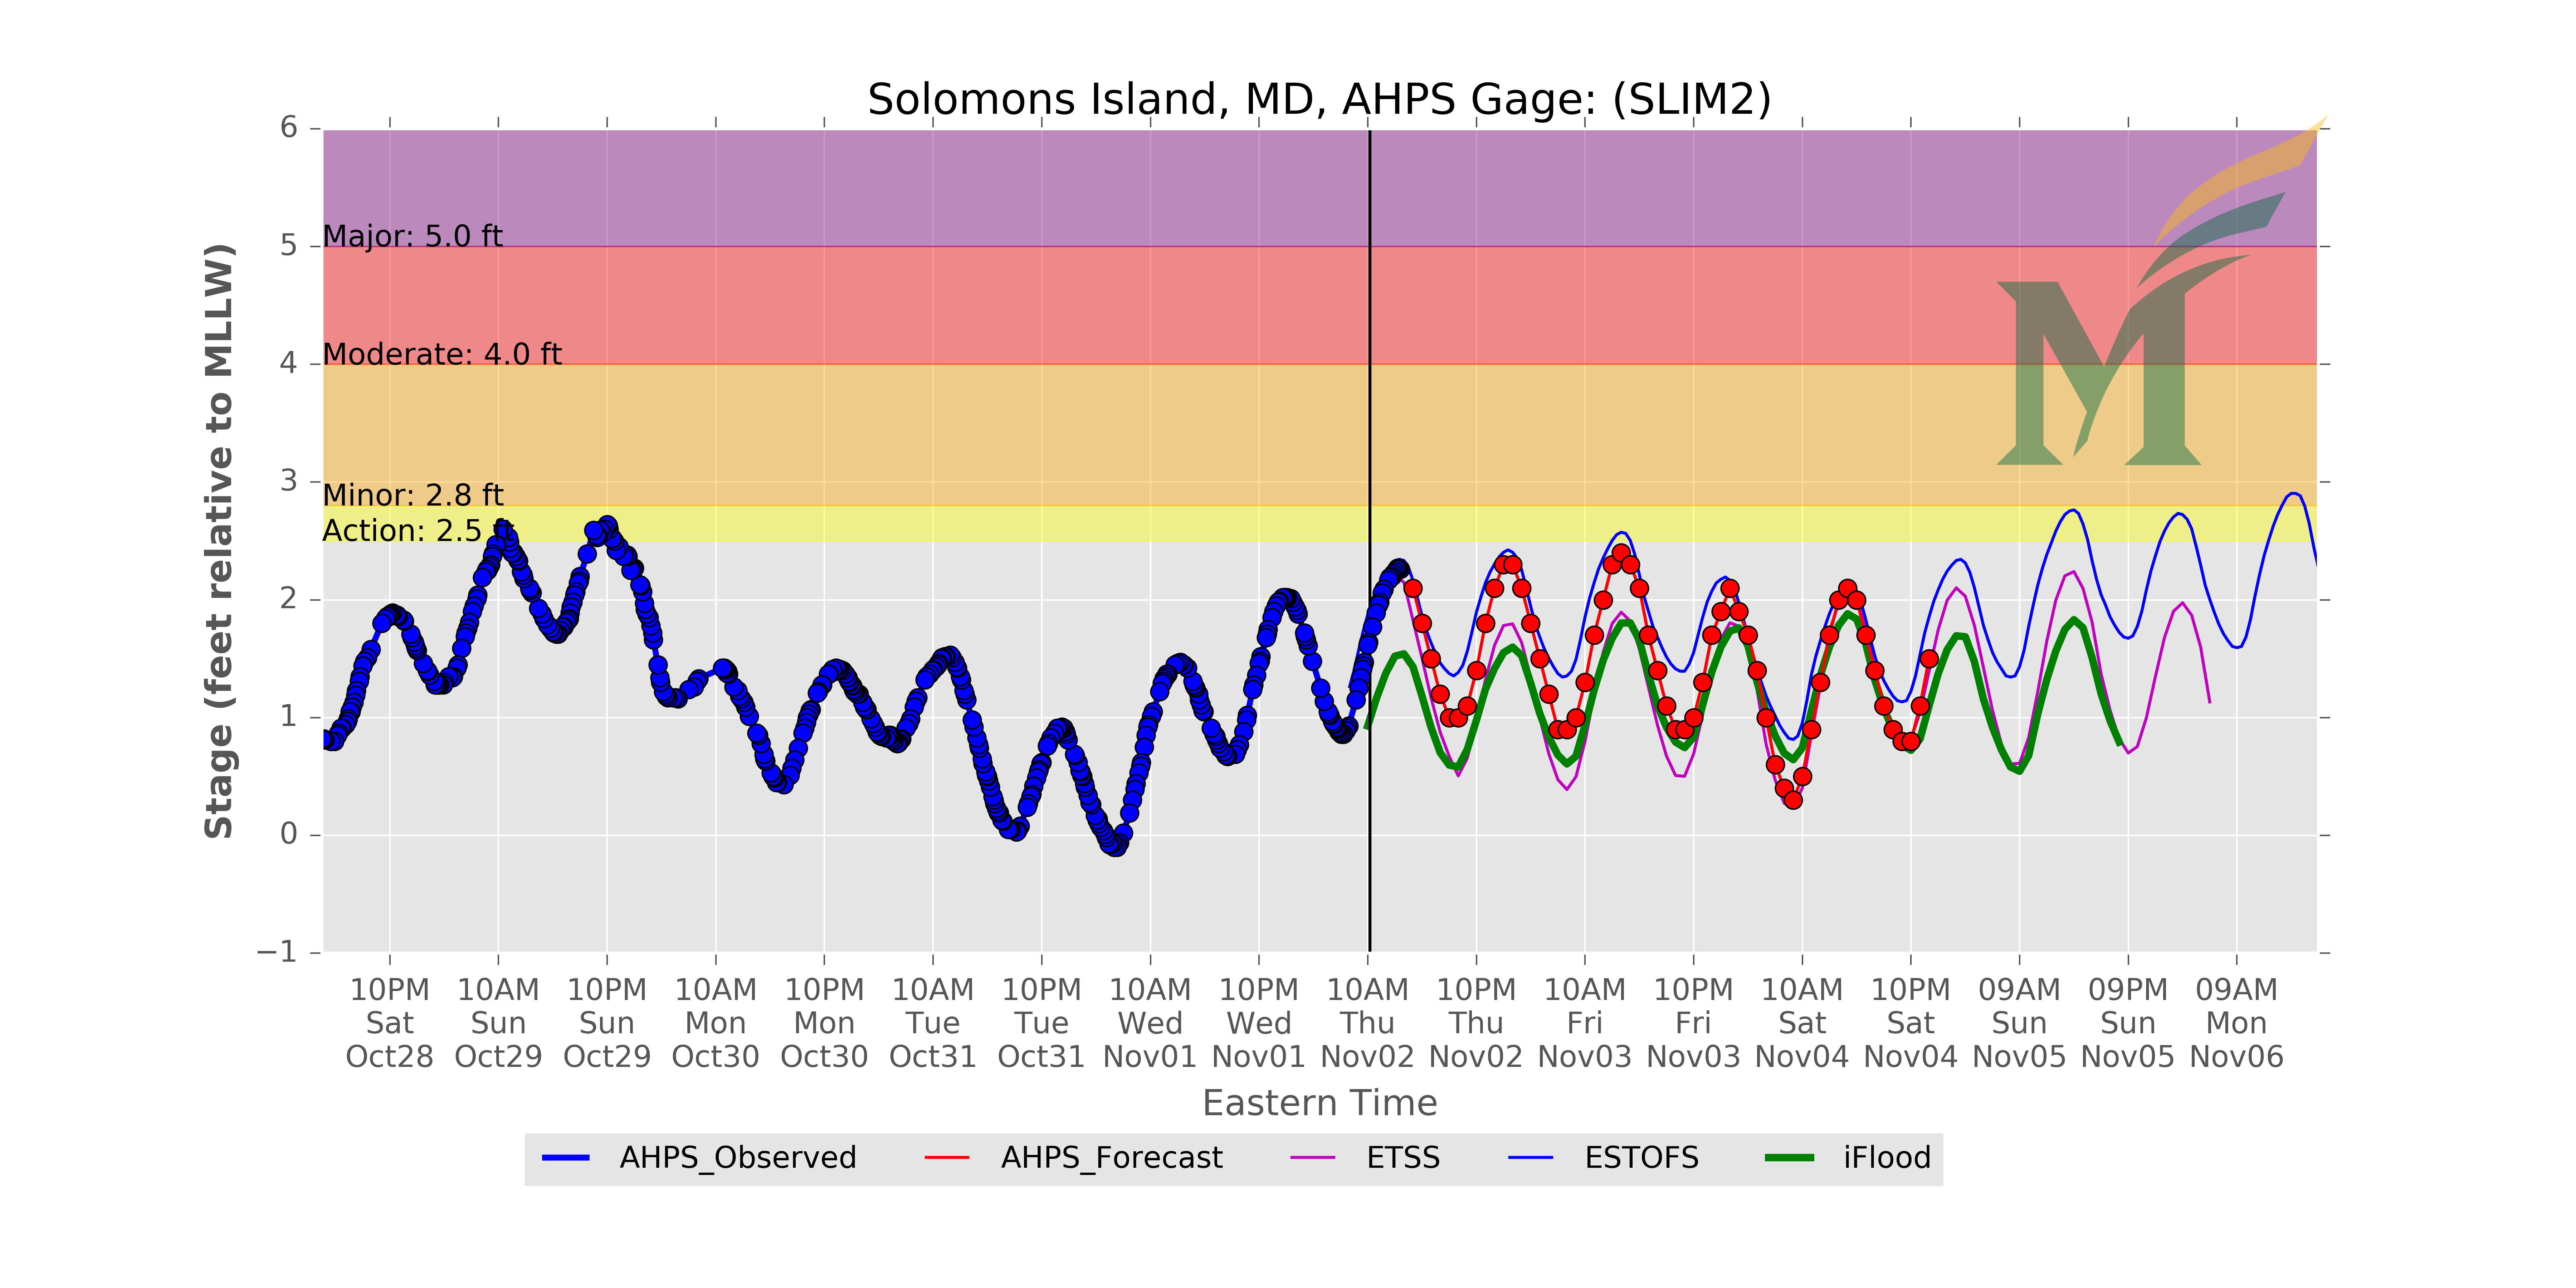 Solomons Island, MD, AHPS Gage: (SLIM2)
6
5
4
3
2
1
0
−1
Stage (feet relative to MLLW)
Major: 5.0 ft
Moderate: 4.0 ft
Minor: 2.8 ft
Action: 2.5 ft
10PM 10AM 10PM 10AM 10PM 10AM 10PM 10AM 10PM 10AM 10PM 10AM 10PM 10AM 10PM 09AM 09PM 09AM
Sat Sun Sun Mon Mon Tue Tue Wed Wed Thu Thu Fri Fri Sat Sat Sun Sun Mon
Oct28 Oct29 Oct29 Oct30 Oct30 Oct31 Oct31 Nov01 Nov01 Nov02 Nov02 Nov03 Nov03 Nov04 Nov04 Nov05 Nov05 Nov06
Eastern Time
AHPS_Observed AHPS_Forecast ETSS ESTOFS iFlood
M